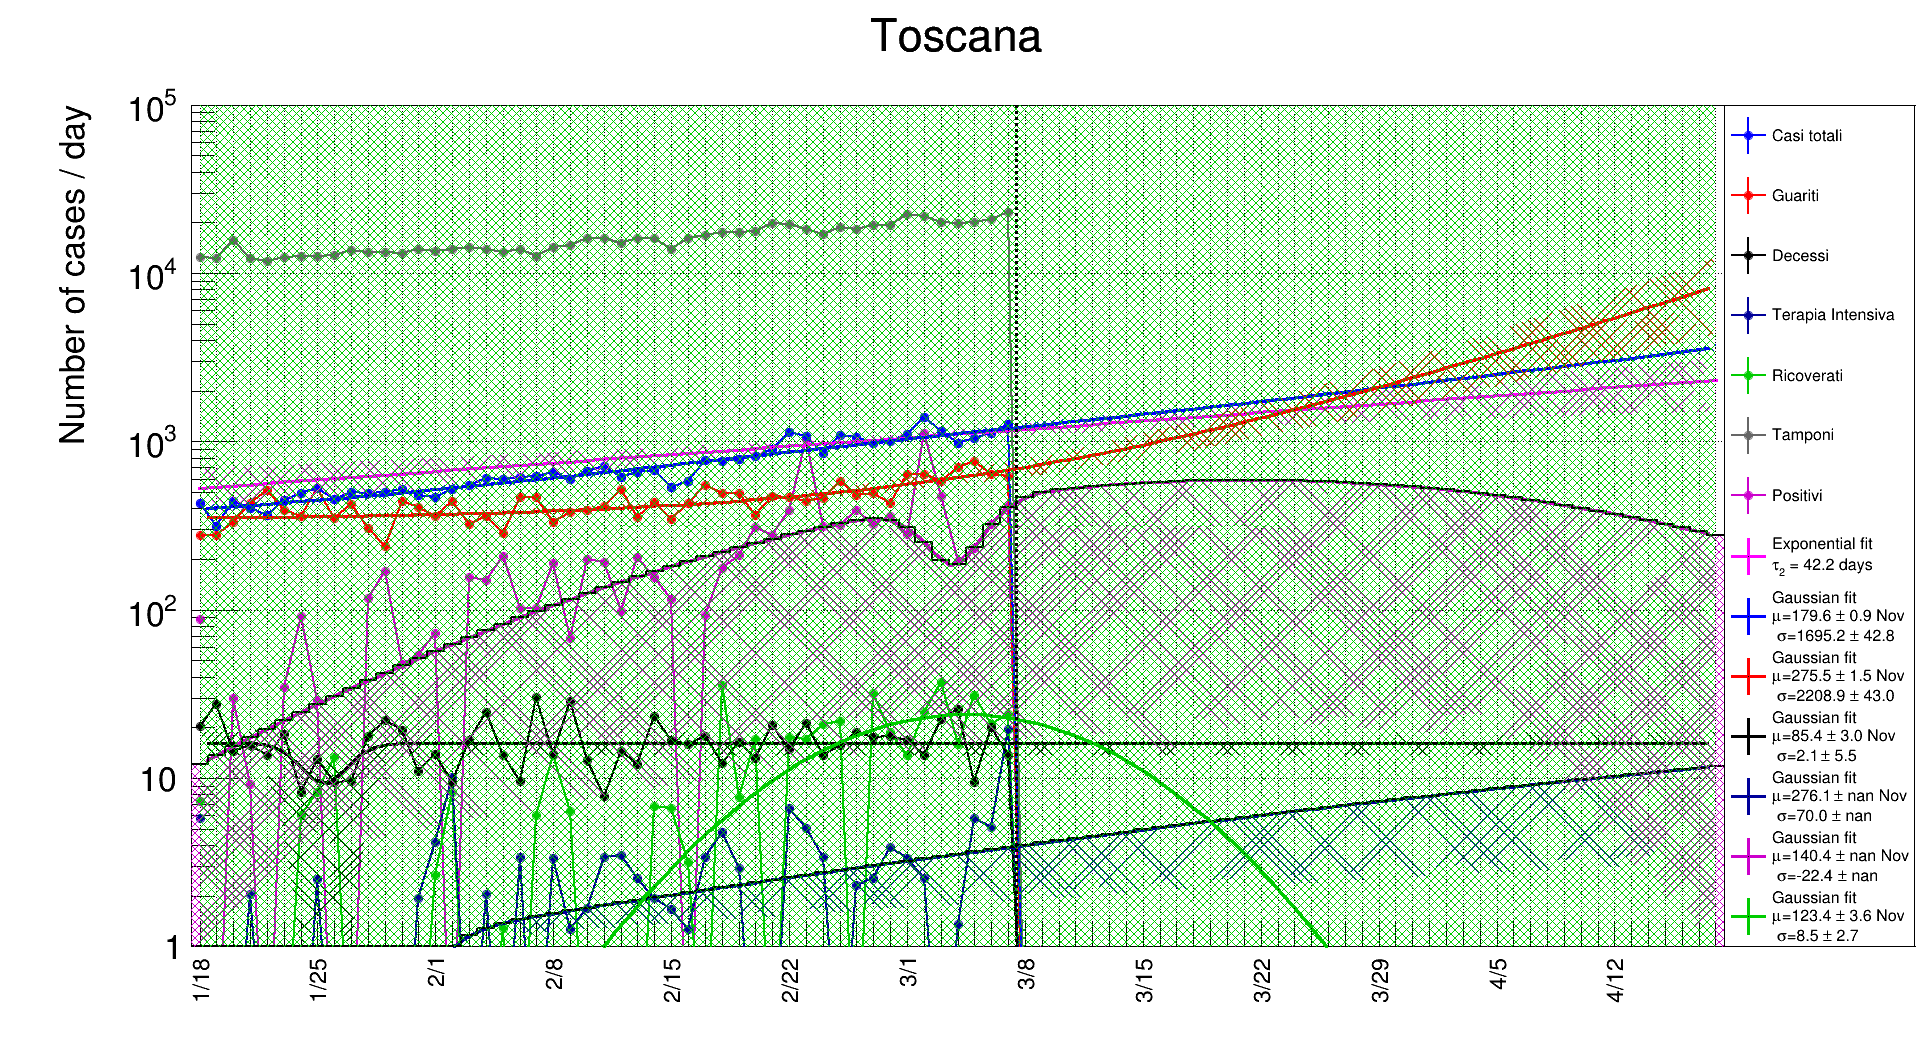 Toscana
Number of cases / day
10^5
10^4
10^3
10^2
10
1
1/18
1/25
2/1
2/8
2/15
2/22
3/1
3/8
3/15
3/22
3/29
4/5
4/12
Casi totali
Guariti
Decessi
Terapia Intensiva
Ricoverati
Tamponi
Positivi
Exponential fit
τ₂ = 42.2 days
Gaussian fit
μ=179.6 ± 0.9 Nov
σ=1695.2 ± 42.8
Gaussian fit
μ=275.5 ± 1.5 Nov
σ=2208.9 ± 43.0
Gaussian fit
μ=85.4 ± 3.0 Nov
σ=2.1 ± 5.5
Gaussian fit
μ=276.1 ± nan Nov
σ=70.0 ± nan
Gaussian fit
μ=140.4 ± nan Nov
σ=-22.4 ± nan
Gaussian fit
μ=123.4 ± 3.6 Nov
σ=8.5 ± 2.7